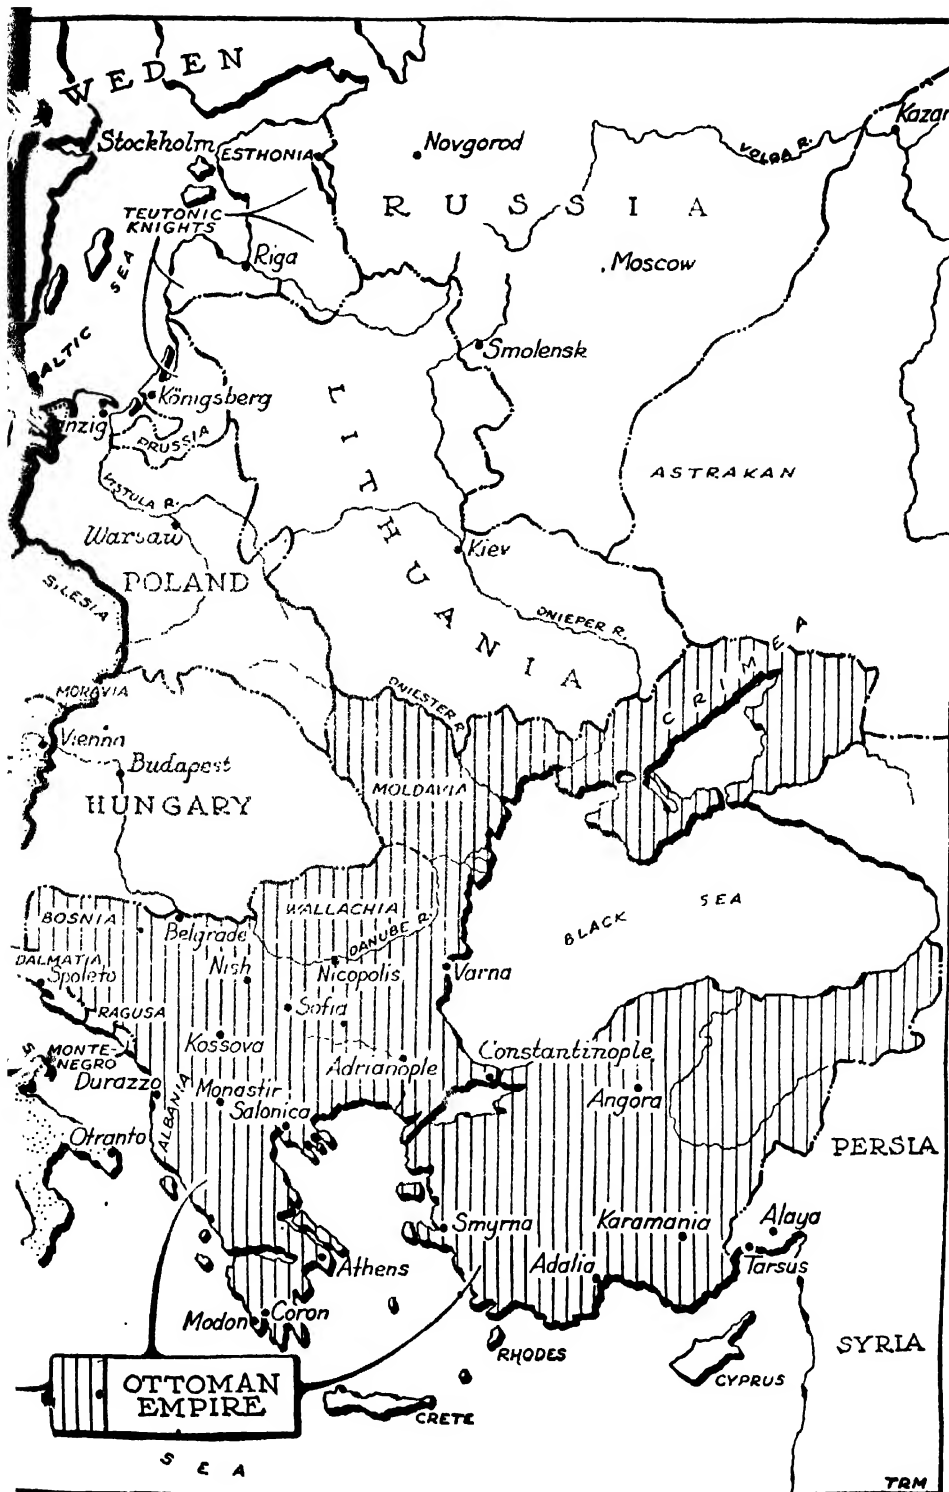 WEDEN
Stockholm
ESTHONIA
Novgorod
VOLGA R.
Kazan
RUSSIA
TEUTONIC
KNIGHTS
Riga
Moscow
BALTIC SEA
Smolensk
Königsberg
anzig
PRUSSIA
LITHUANIA
ASTRAKAN
VISTULA R.
Warsaw
Kiev
POLAND
SILESIA
DNIEPER R.
CRIMEA
MORAVIA
DNIESTER R.
Vienna
Budapest
HUNGARY
MOLDAVIA
BLACK SEA
BOSNIA
WALLACHIA
Belgrade
DANUBE R.
DALMATIA
Spoleto
Nish
Nicopolis
Varna
RAGUSA
Sofia
Kossova
MONTE-
NEGRO
Durazzo
Adrianople
Constantinople
Monastir
Salonica
Angora
ALBANIA
Otranto
PERSIA
Smyrna
Karamania
Alaya
Athens
Adalia
Tarsus
Modon
Coron
RHODES
SYRIA
CYPRUS
OTTOMAN
EMPIRE
CRETE
SEA
TRM